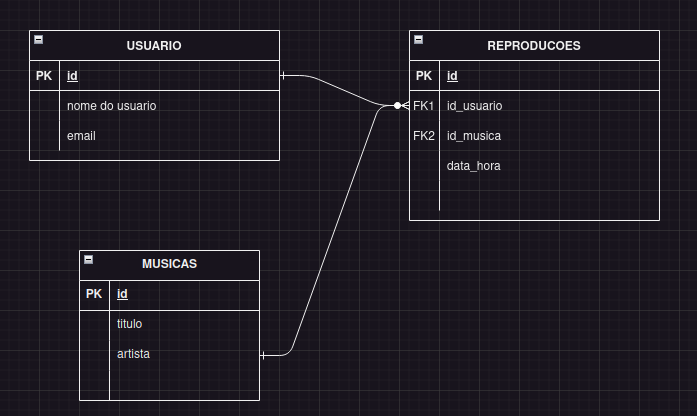 USUARIO
PK id
nome do usuario
email
REPRODUCOES
PK id
FK1 id_usuario
FK2 id_musica
data_hora
MUSICAS
PK id
titulo
artista